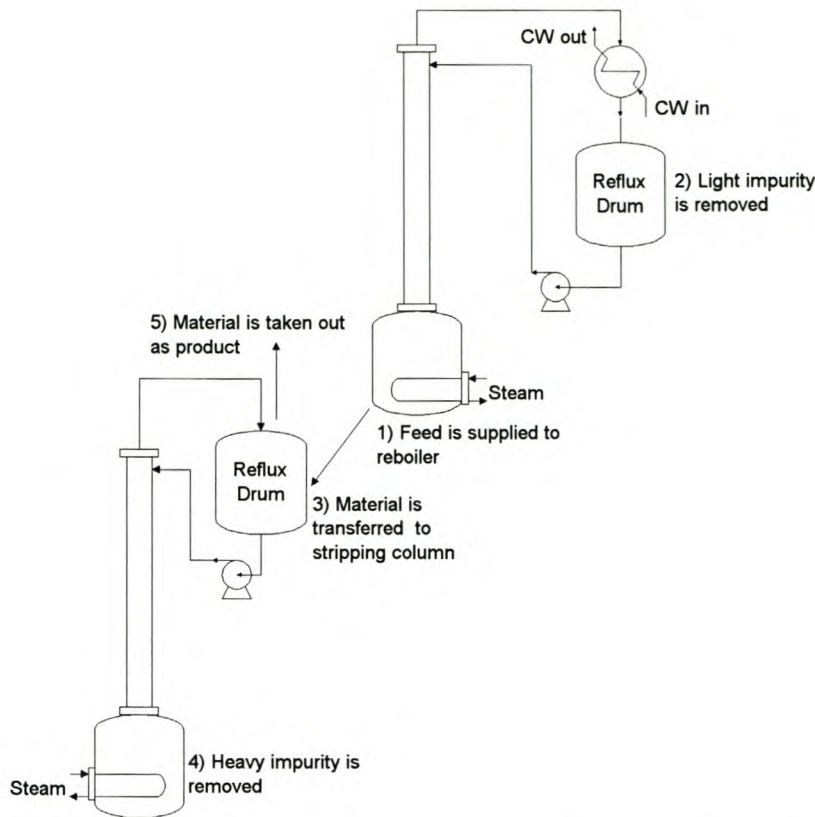 CW out
CW in
Reflux
Drum
2) Light impurity
is removed
5) Material is taken out
as product
Steam
1) Feed is supplied to
reboiler
Reflux
Drum
3) Material is
transferred to
stripping column
4) Heavy impurity is
removed
Steam